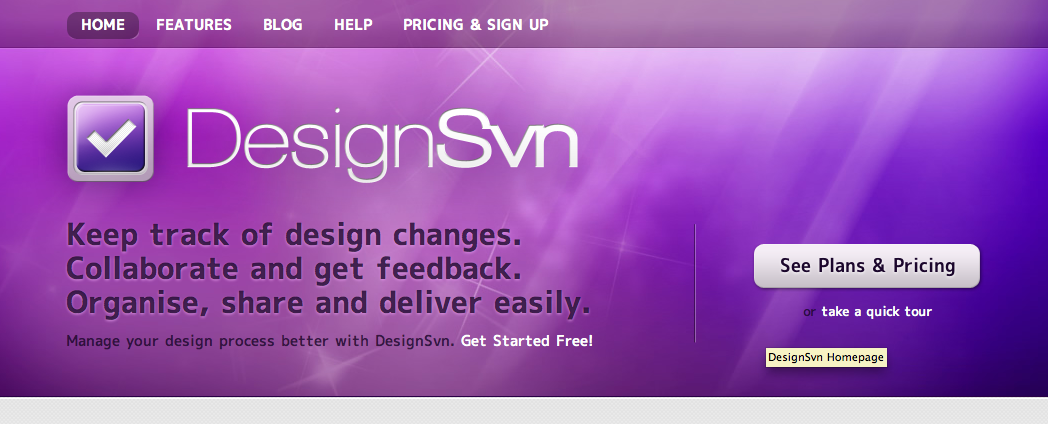 HOME FEATURES BLOG HELP PRICING & SIGN UP
DesignSvn
Keep track of design changes.
Collaborate and get feedback.
Organise, share and deliver easily.
Manage your design process better with DesignSvn. Get Started Free!
See Plans & Pricing
or take a quick tour
DesignSvn Homepage